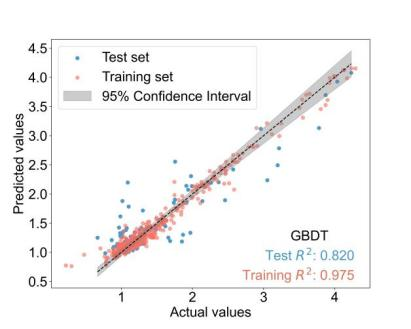 4.5
4.0
3.5
3.0
2.5
2.0
1.5
1.0
0.5
Predicted values
Test set
Training set
95% Confidence Interval
GBDT
Test R²: 0.820
Training R²: 0.975
1 2 3 4
Actual values